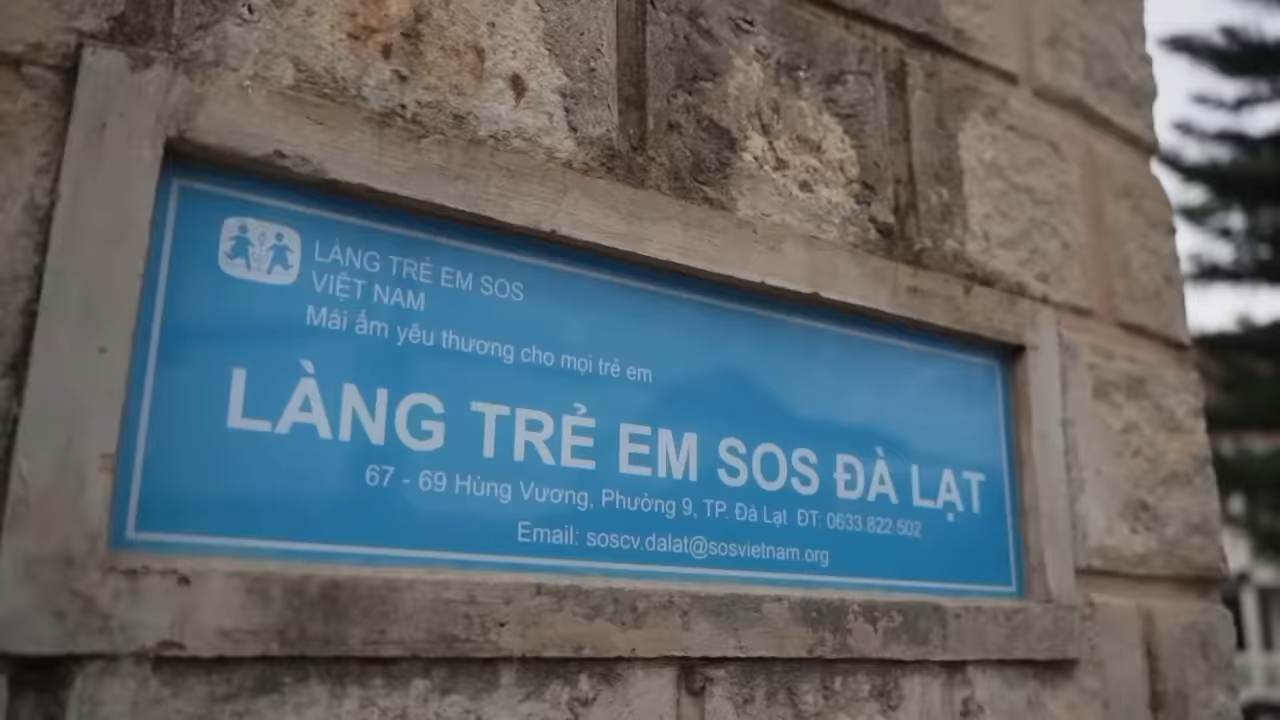 LÀNG TRẺ EM SOS
VIỆT NAM
Mái ấm yêu thương cho mọi trẻ em
LÀNG TRẺ EM SOS ĐÀ LẠT
67 - 69 Hùng Vương, Phường 9, TP. Đà Lạt ĐT: 0633.822.502
Email: soscv.dalat@sosvietnam.org